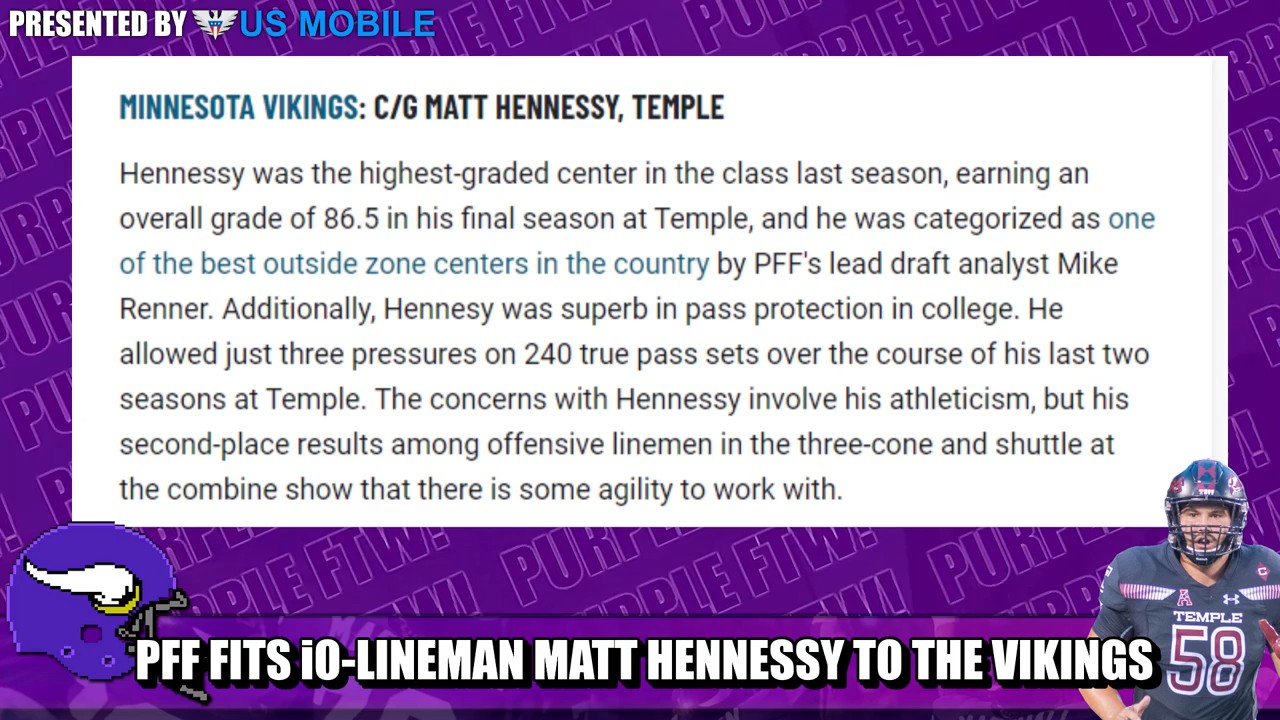 PRESENTED BY US MOBILE
MINNESOTA VIKINGS: C/G MATT HENNESSY, TEMPLE
Hennessy was the highest-graded center in the class last season, earning an
overall grade of 86.5 in his final season at Temple, and he was categorized as one
of the best outside zone centers in the country by PFF's lead draft analyst Mike
Renner. Additionally, Hennesy was superb in pass protection in college. He
allowed just three pressures on 240 true pass sets over the course of his last two
seasons at Temple. The concerns with Hennessy involve his athleticism, but his
second-place results among offensive linemen in the three-cone and shuttle at
the combine show that there is some agility to work with.
PURPLE FTW!
TEMPLE
58
PFF FITS iO-LINEMAN MATT HENNESSY TO THE VIKINGS